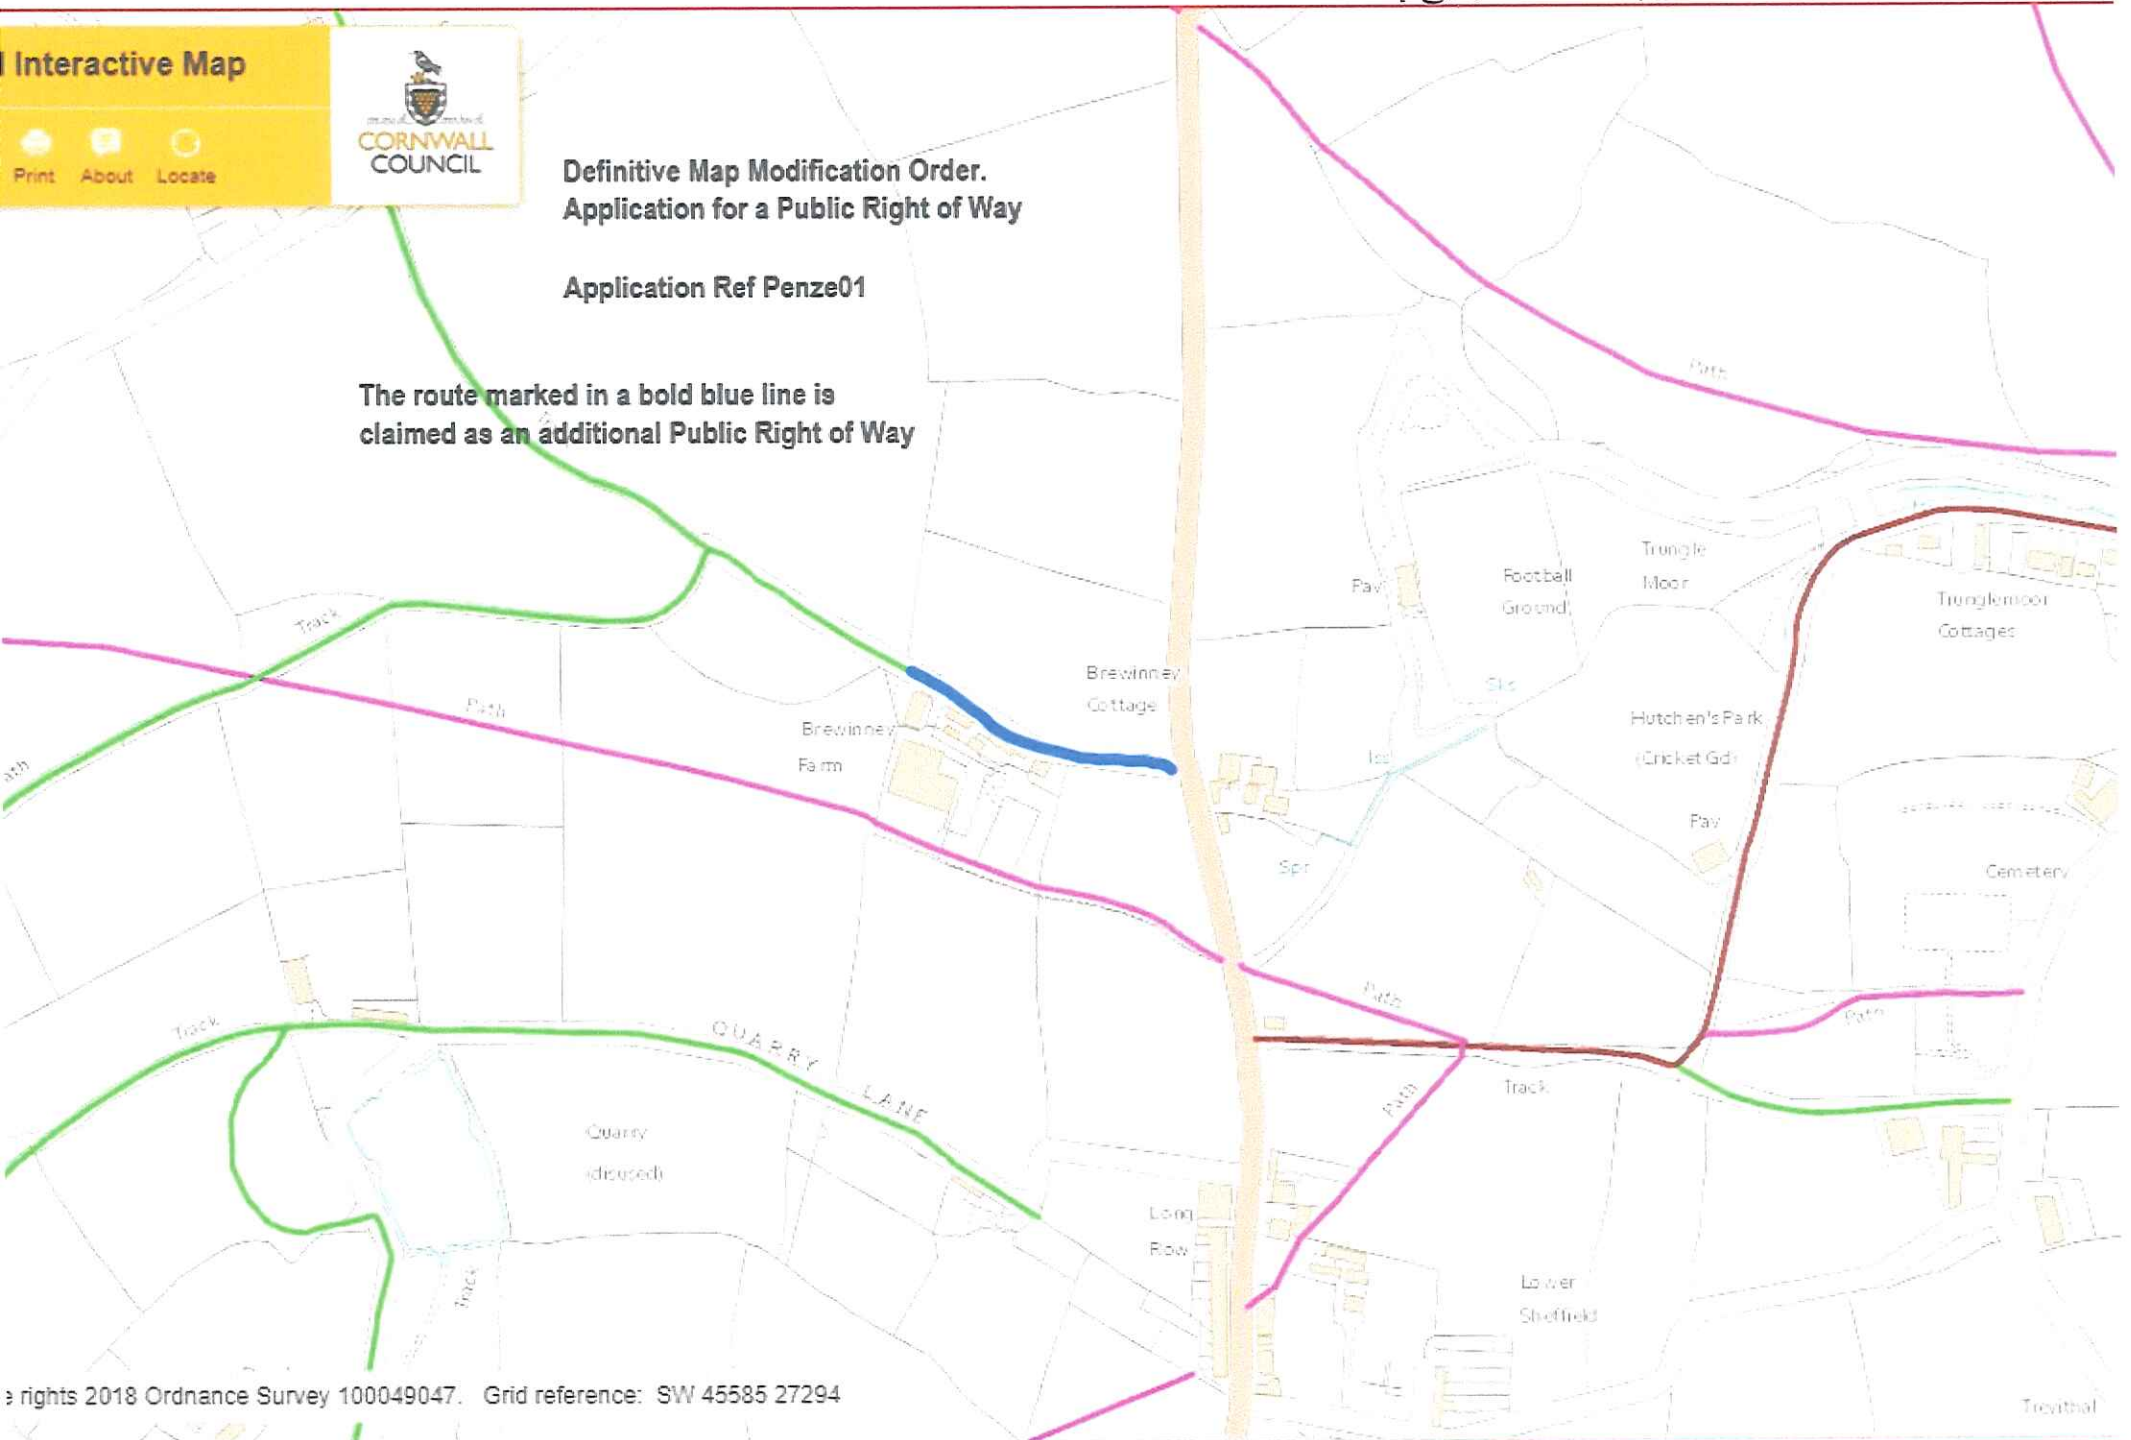 l Interactive Map
Print About Locate
CORNWALL
COUNCIL
Definitive Map Modification Order.
Application for a Public Right of Way
Application Ref Penze01
The route marked in a bold blue line is
claimed as an additional Public Right of Way
Path
Trungle
Moor
Football
Ground
Pav
Trunglemoor
Cottages
Track
Brewinney
Cottage
Sks
Path
Hutchen's Park
(Cricket Gd)
Brewinney
Farm
ath
Iss
Pav
Spr
Cemetery
Path
Path
Track
QUARRY LANE
Track
Path
Quarry
(disused)
Long
Row
Track
Lower
Sheffield
e rights 2018 Ordnance Survey 100049047. Grid reference: SW 45585 27294
Trevithal